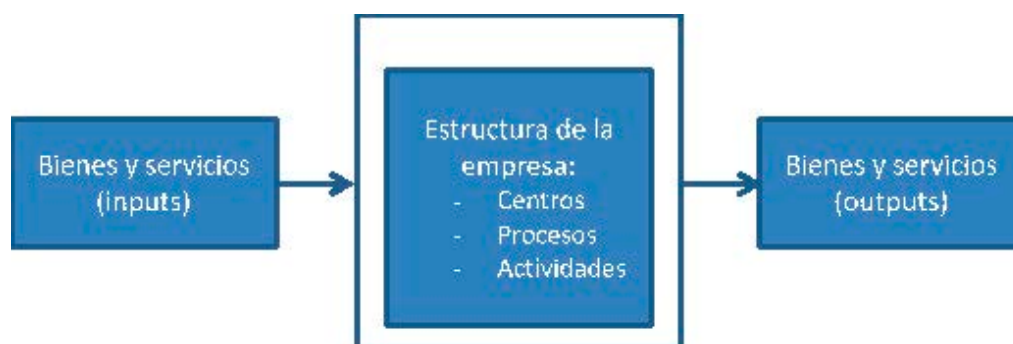 Bienes y servicios
(inputs)
Estructura de la
empresa:
- Centros
- Procesos
- Actividades
Bienes y servicios
(outputs)